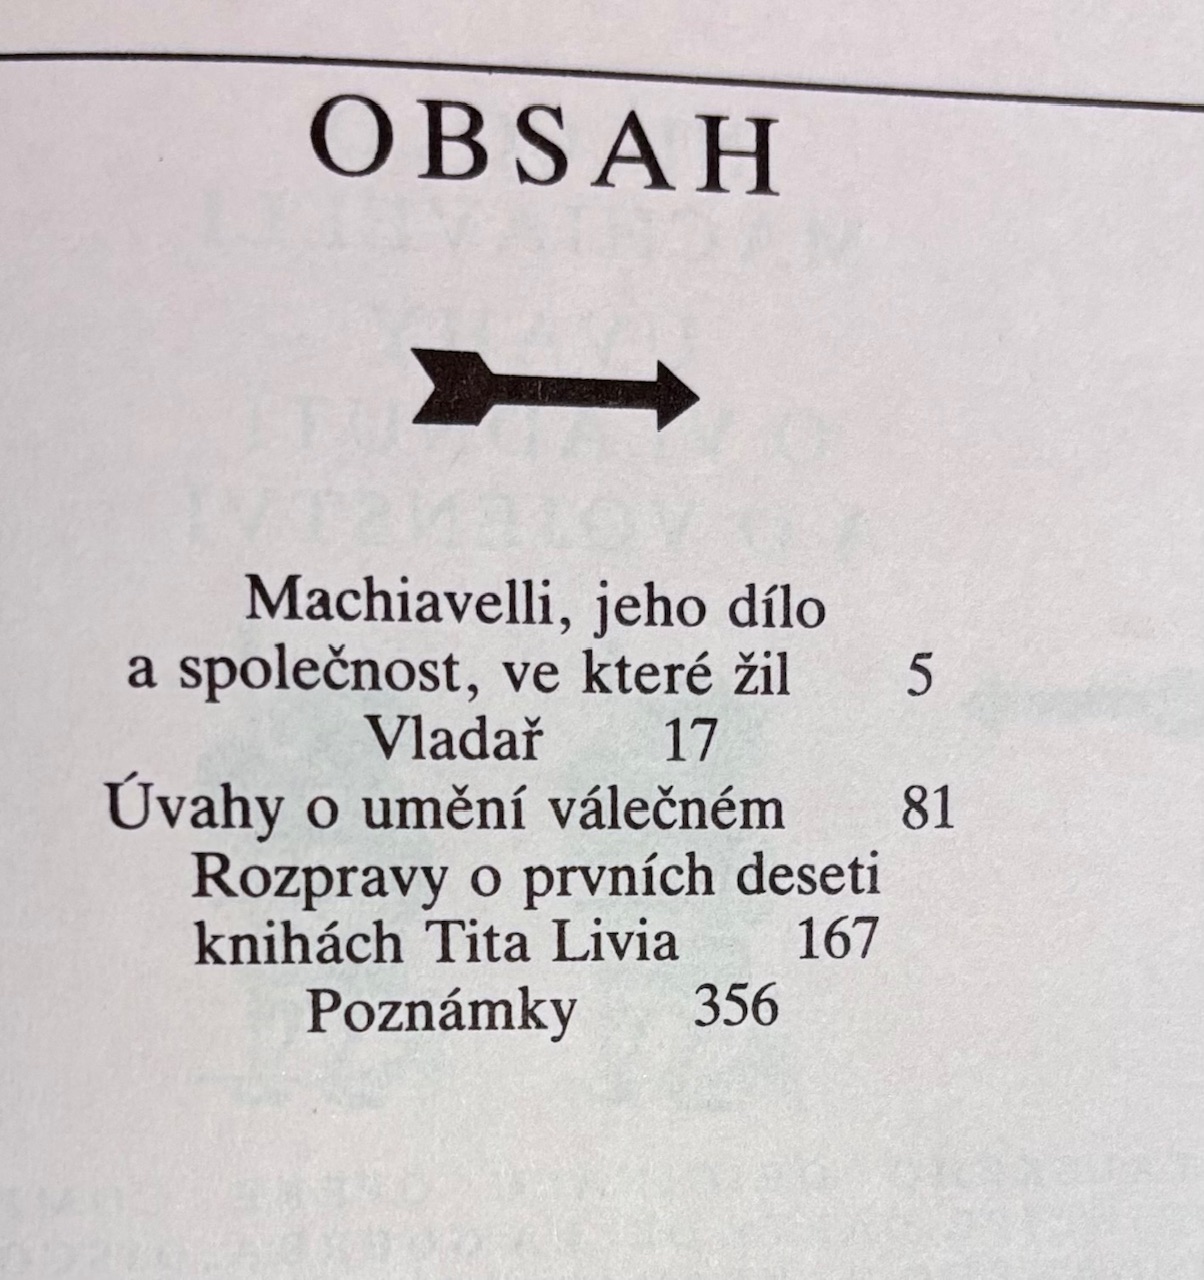 OBSAH
Machiavelli, jeho dílo
a společnost, ve které žil 5
Vladař 17
Úvahy o umění válečném 81
Rozpravy o prvních deseti
knihách Tita Livia 167
Poznámky 356